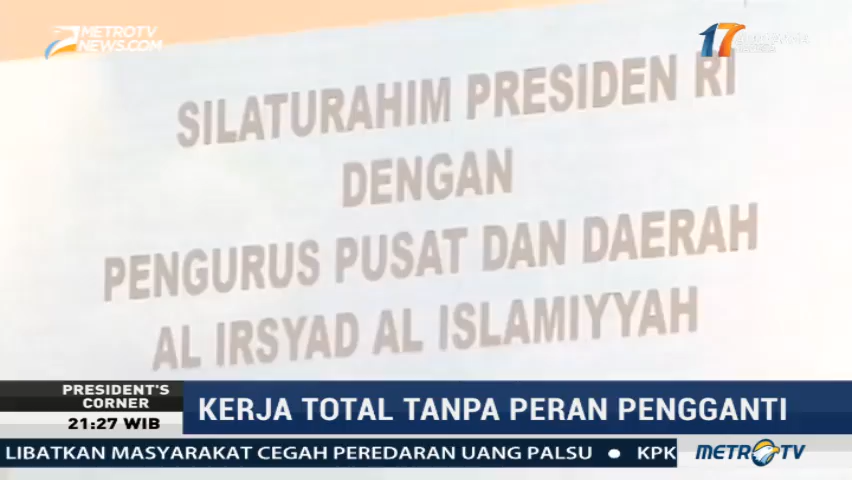 METROTV
NEWS.COM
17
SILATURAHIM PRESIDEN RI
DENGAN
PENGURUS PUSAT DAN DAERAH
AL IRSYAD AL ISLAMIYYAH
PRESIDENT'S
CORNER
21:27 WIB
KERJA TOTAL TANPA PERAN PENGGANTI
LIBATKAN MASYARAKAT CEGAH PEREDARAN UANG PALSU ● KPK
METROTV